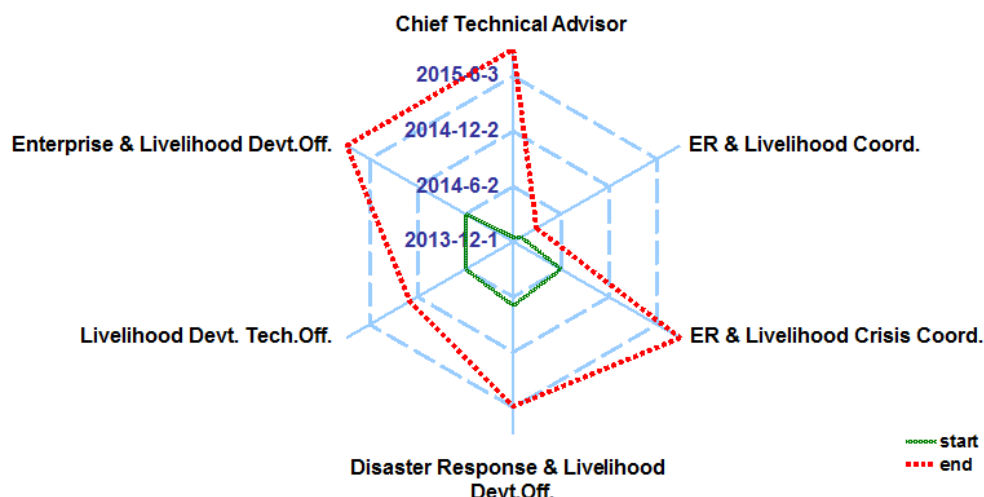 Chief Technical Advisor
2015-6-3
2014-12-2
Enterprise & Livelihood Devt.Off.
ER & Livelihood Coord.
2014-6-2
2013-12-1
Livelihood Devt. Tech.Off.
ER & Livelihood Crisis Coord.
start
end
Disaster Response & Livelihood
Devt.Off.